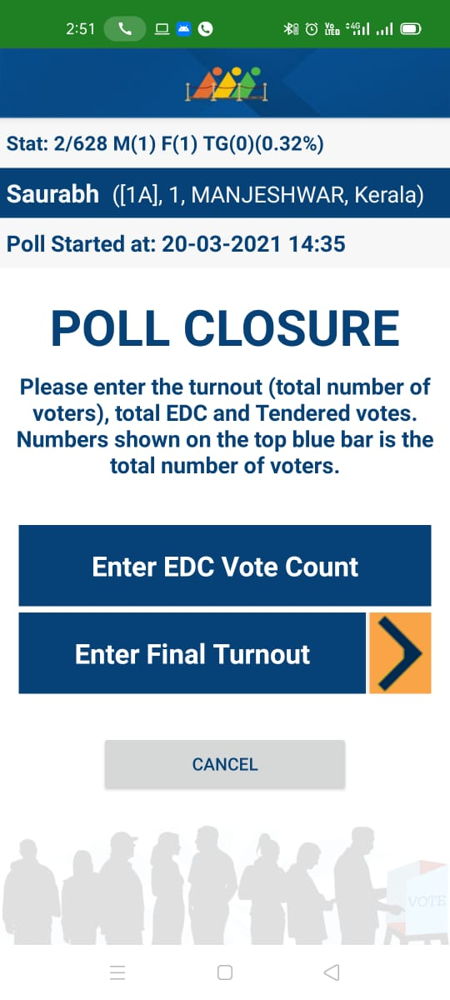 2:51
Vo
LTED
4G
Stat: 2/628 M(1) F(1) TG(0)(0.32%)
Saurabh ([1A], 1, MANJESHWAR, Kerala)
Poll Started at: 20-03-2021 14:35
POLL CLOSURE
Please enter the turnout (total number of
voters), total EDC and Tendered votes.
Numbers shown on the top blue bar is the
total number of voters.
Enter EDC Vote Count
Enter Final Turnout
CANCEL
VOTE